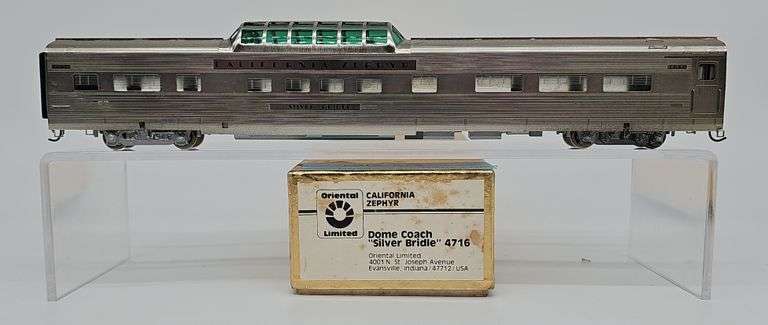 CALIFORNIA ZEPHYR
SILVER BRIDLE
Oriental
Limited
CALIFORNIA
ZEPHYR
Dome Coach
"Silver Bridle" 4716
Oriental Limited
4001 N. St. Joseph Avenue
Evansville, Indiana/47712/USA